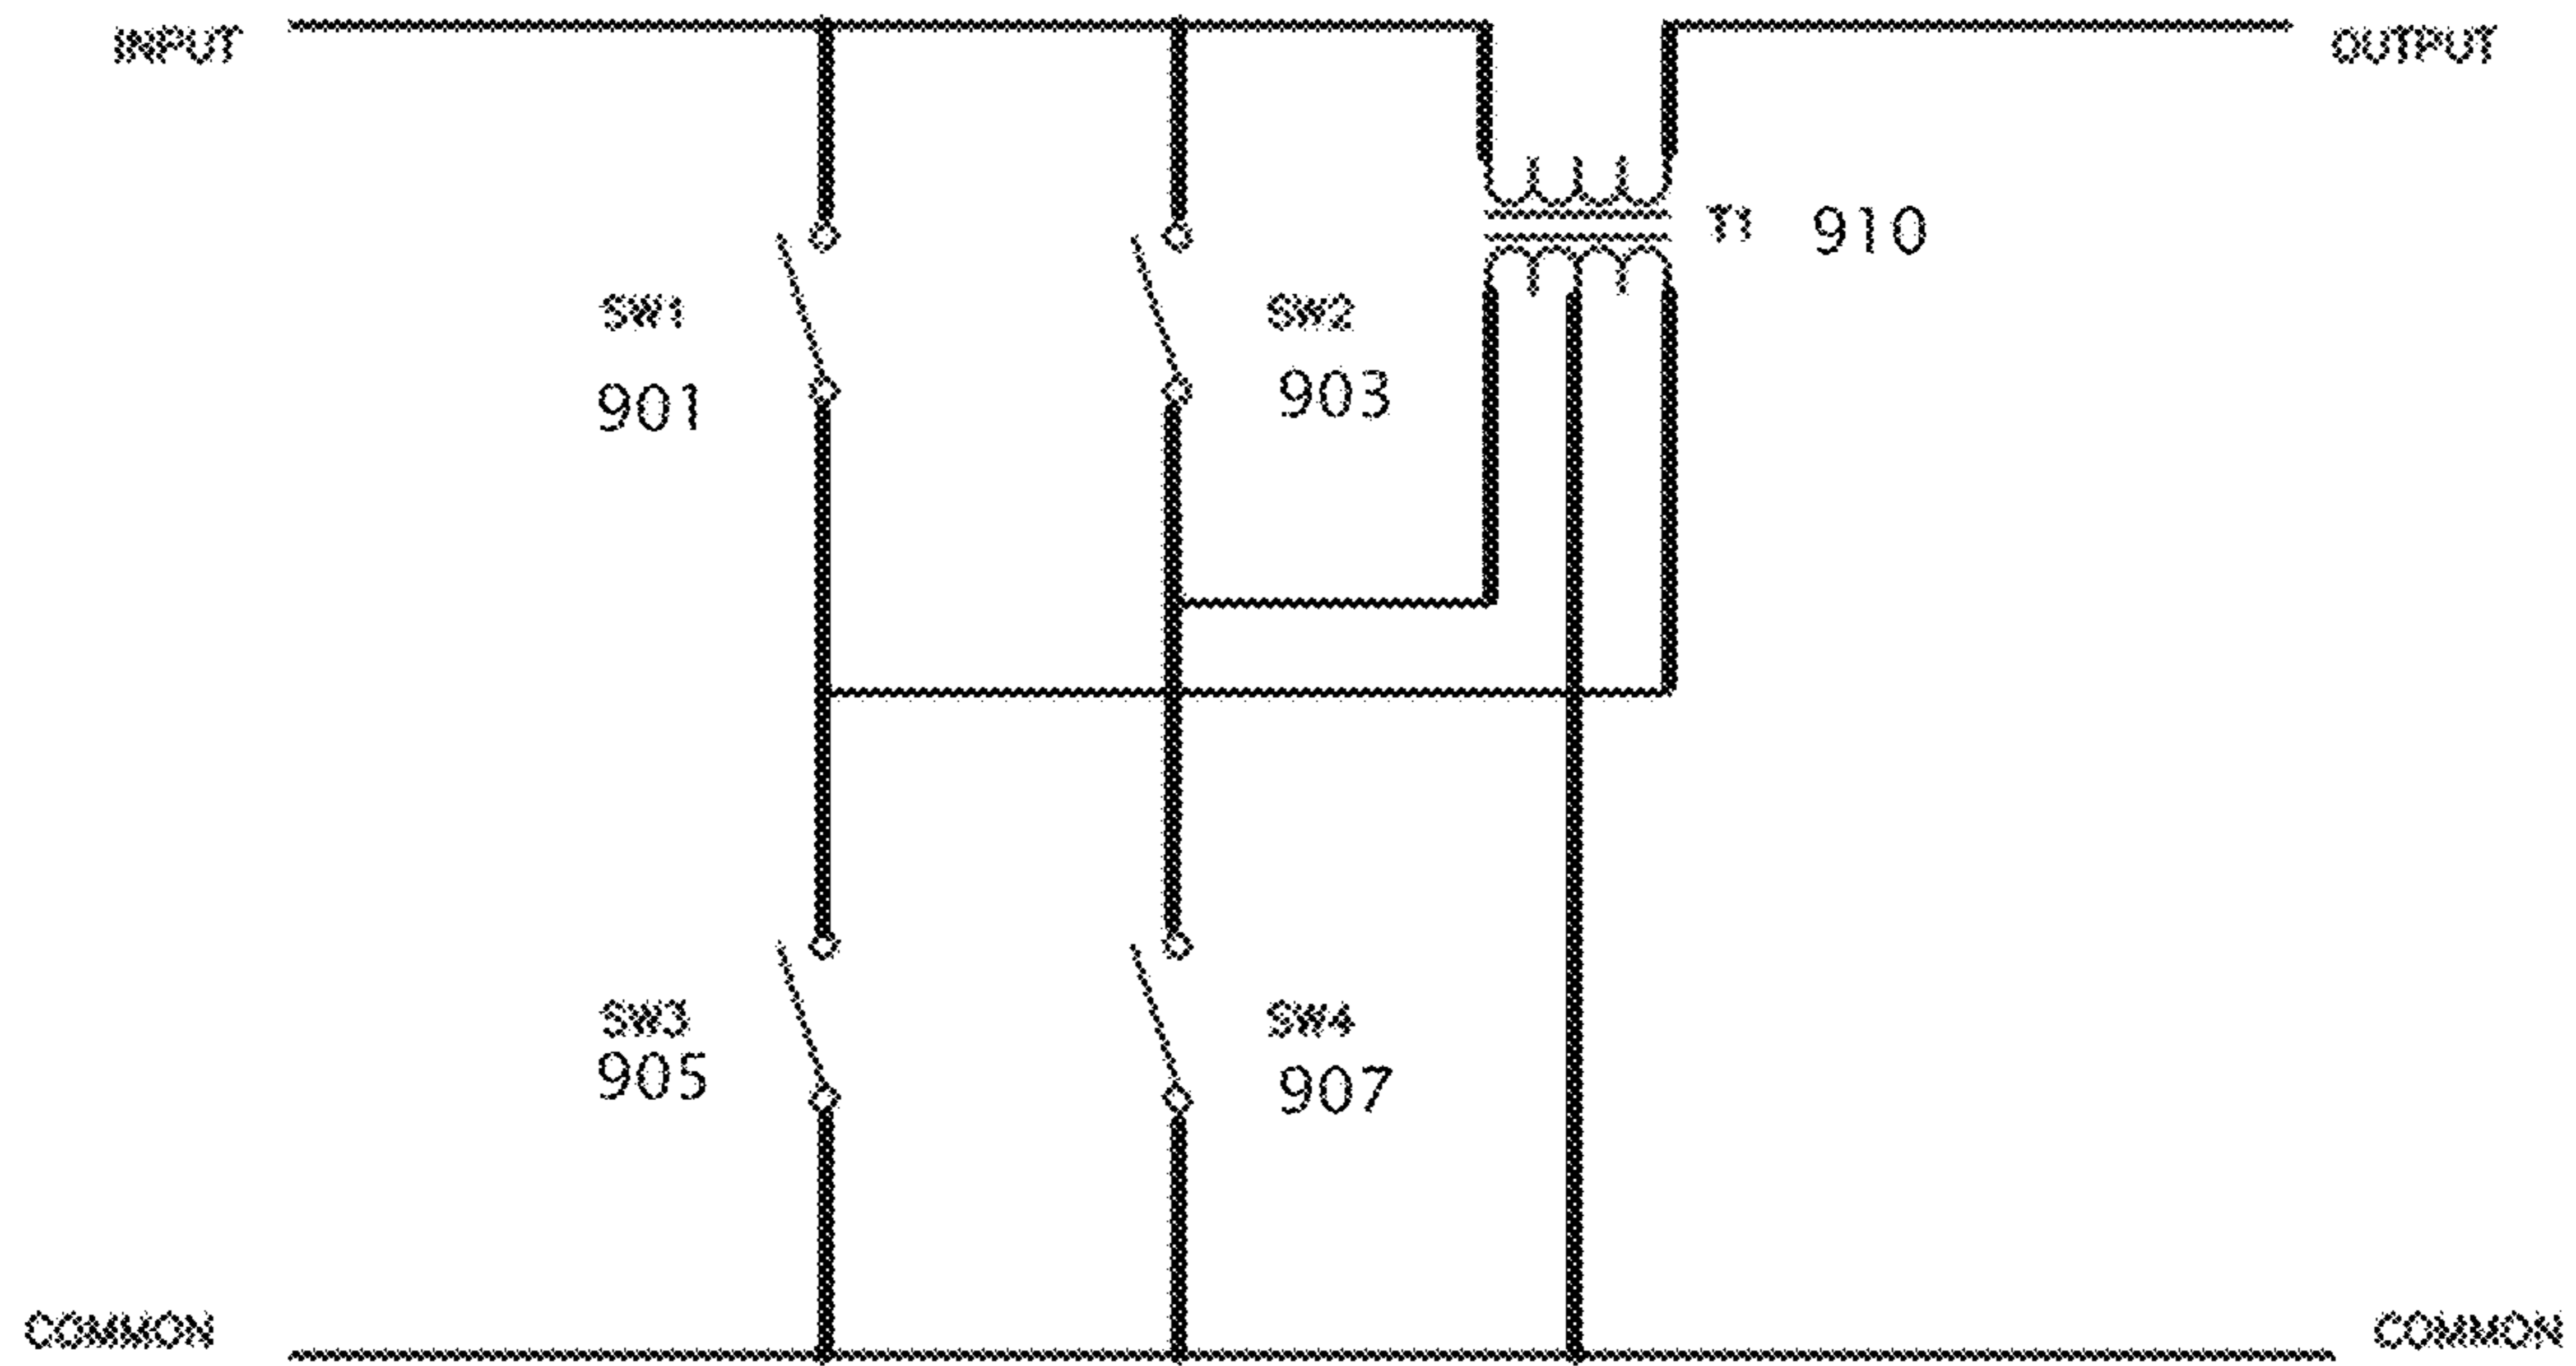 INPUT
OUTPUT
T1 910
SW1
901
SW2
903
SW3
905
SW4
907
COMMON
COMMON